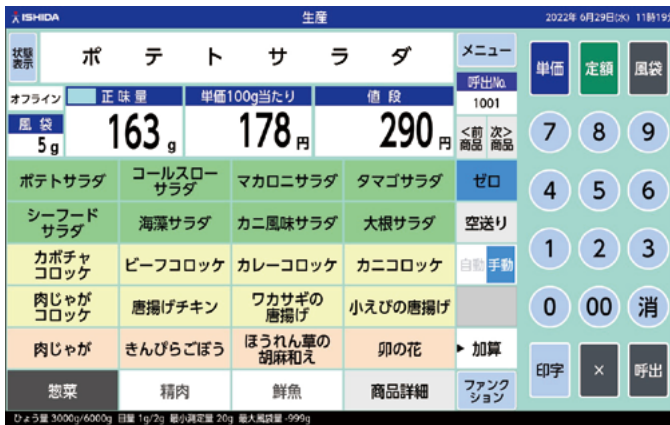 ISHIDA
生産
2022年 6月29日(水) 11時19分
状態
表示
ポテトサラダ
メニュー
単価
定額
風袋
オフライン
正味量
単価100g当たり
値段
呼出No.
1001
風袋
5g
163g
178円
290円
<前
商品
次>
商品
7
8
9
ポテトサラダ
コールスロー
サラダ
マカロニサラダ
タマゴサラダ
ゼロ
4
5
6
シーフード
サラダ
海藻サラダ
カニ風味サラダ
大根サラダ
空送り
カボチャ
コロッケ
ビーフコロッケ
カレーコロッケ
カニコロッケ
自動
手動
1
2
3
肉じゃが
コロッケ
唐揚げチキン
ワカサギの
唐揚げ
小えびの唐揚げ
0
00
消
肉じゃが
きんぴらごぼう
ほうれん草の
胡麻和え
卯の花
▶ 加算
印字
×
呼出
惣菜
精肉
鮮魚
商品詳細
ファンク
ション
ひょう量 3000g/6000g 目量 1g/2g 最小測定量 20g 最大風袋量 -999g